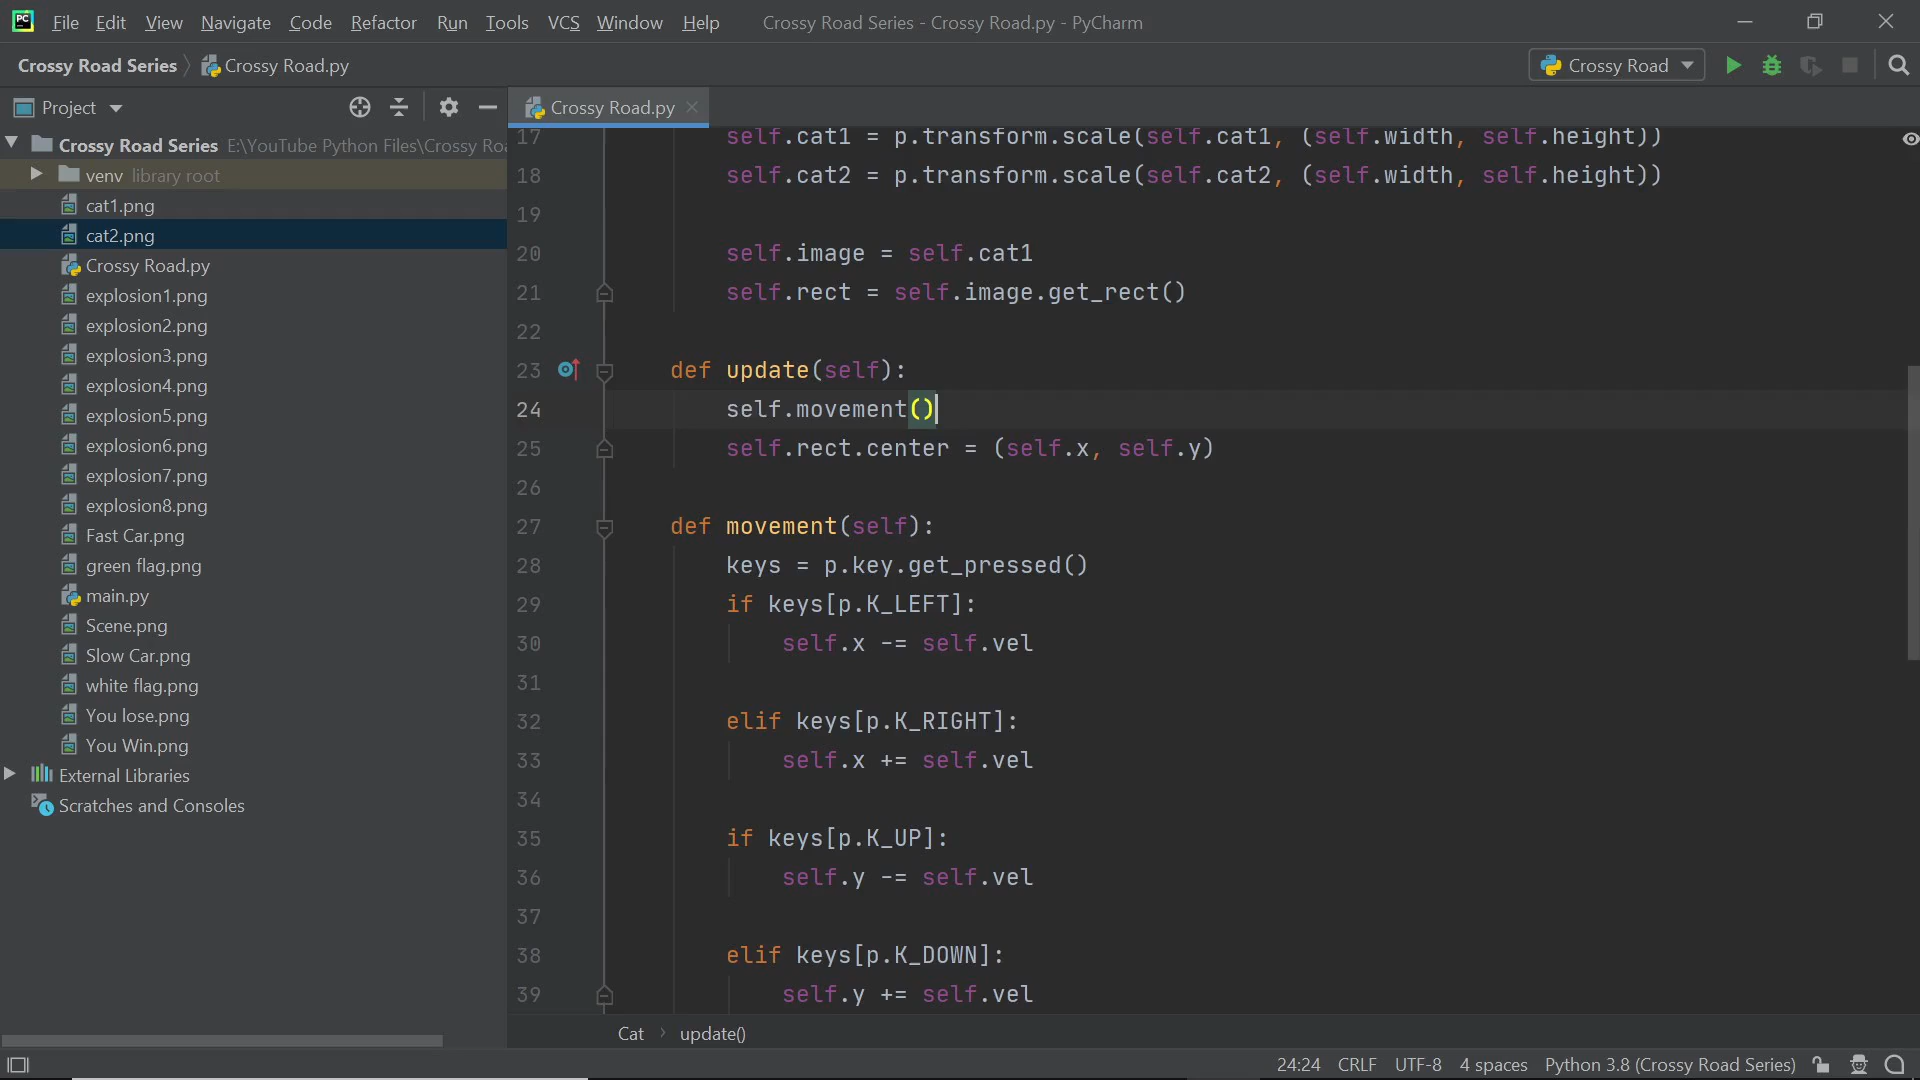 PC File Edit View Navigate Code Refactor Run Tools VCS Window Help Crossy Road Series - Crossy Road.py - PyCharm
Crossy Road Series Crossy Road.py Crossy Road
Project
Crossy Road.py
Crossy Road Series E:\YouTube Python Files\Crossy Ro
venv library root
cat1.png
cat2.png
Crossy Road.py
explosion1.png
explosion2.png
explosion3.png
explosion4.png
explosion5.png
explosion6.png
explosion7.png
explosion8.png
Fast Car.png
green flag.png
main.py
Scene.png
Slow Car.png
white flag.png
You lose.png
You Win.png
External Libraries
Scratches and Consoles
17 self.cat1 = p.transform.scale(self.cat1, (self.width, self.height))
18 self.cat2 = p.transform.scale(self.cat2, (self.width, self.height))
19
20 self.image = self.cat1
21 self.rect = self.image.get_rect()
22
23 def update(self):
24 self.movement()
25 self.rect.center = (self.x, self.y)
26
27 def movement(self):
28 keys = p.key.get_pressed()
29 if keys[p.K_LEFT]:
30 self.x -= self.vel
31
32 elif keys[p.K_RIGHT]:
33 self.x += self.vel
34
35 if keys[p.K_UP]:
36 self.y -= self.vel
37
38 elif keys[p.K_DOWN]:
39 self.y += self.vel
Cat update()
24:24 CRLF UTF-8 4 spaces Python 3.8 (Crossy Road Series)